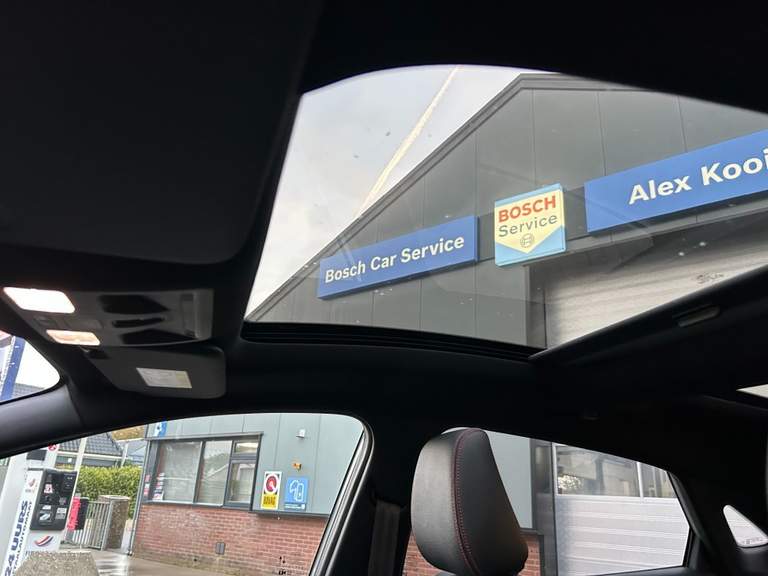 Bosch Car Service
BOSCH
Service
Alex Kooi